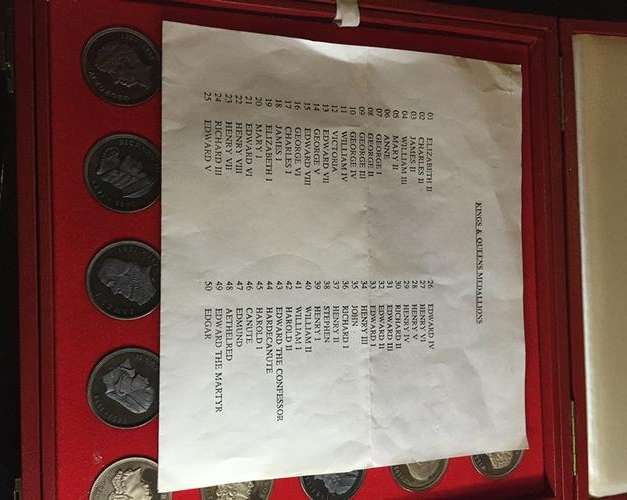 KINGS & QUEENS MEDALLIONS
01 ELIZABETH II
02 CHARLES II
03 JAMES II
04 WILLIAM III
05 MARY II
06 ANNE
07 GEORGE I
08 GEORGE II
09 GEORGE III
10 GEORGE IV
11 WILLIAM IV
12 VICTORIA
13 EDWARD VII
14 GEORGE V
15 EDWARD VIII
16 GEORGE VI
17 CHARLES I
18 JAMES I
19 ELIZABETH I
20 MARY I
21 EDWARD VI
22 HENRY VIII
23 HENRY VII
24 RICHARD III
25 EDWARD V
26 EDWARD IV
27 HENRY VI
28 HENRY V
29 HENRY IV
30 RICHARD II
31 EDWARD III
32 EDWARD II
33 EDWARD I
34 HENRY III
35 JOHN
36 RICHARD I
37 HENRY II
38 STEPHEN
39 HENRY I
40 WILLIAM II
41 WILLIAM I
42 HAROLD II
43 EDWARD THE CONFESSOR
44 HARDECANUTE
45 HAROLD I
46 CANUTE
47 EDMUND
48 AETHELRED
49 EDWARD THE MARTYR
50 EDGAR